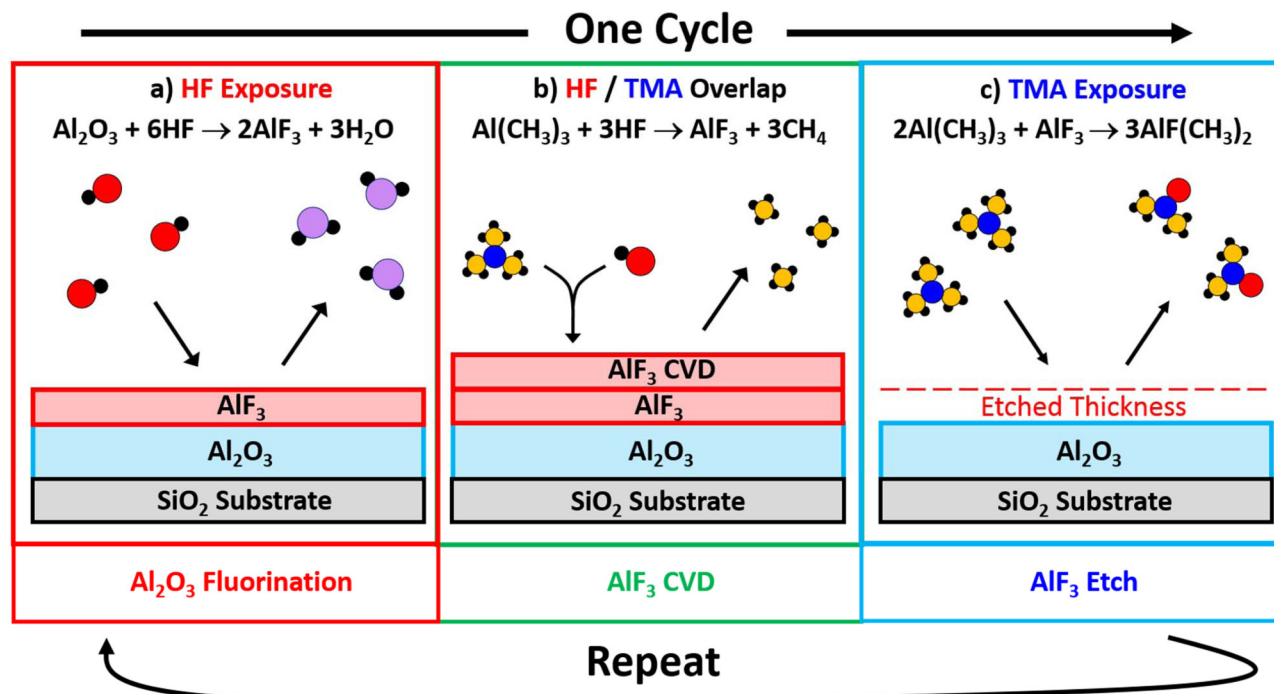 One Cycle
a) HF Exposure
Al₂O₃ + 6HF → 2AlF₃ + 3H₂O
AlF₃
Al₂O₃
SiO₂ Substrate
Al₂O₃ Fluorination
b) HF / TMA Overlap
Al(CH₃)₃ + 3HF → AlF₃ + 3CH₄
AlF₃ CVD
AlF₃
Al₂O₃
SiO₂ Substrate
AlF₃ CVD
c) TMA Exposure
2Al(CH₃)₃ + AlF₃ → 3AlF(CH₃)₂
Etched Thickness
Al₂O₃
SiO₂ Substrate
AlF₃ Etch
Repeat